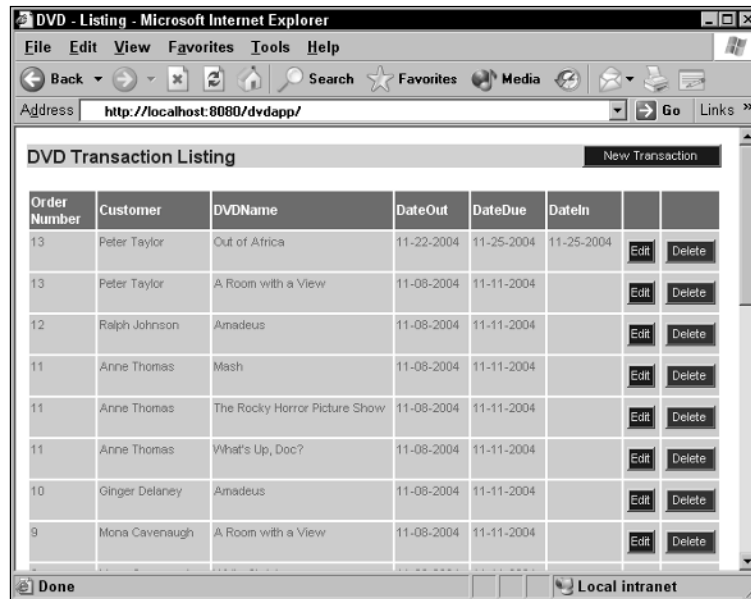 DVD - Listing - Microsoft Internet Explorer
File Edit View Favorites Tools Help
Back Search Favorites Media
Address http://localhost:8080/dvdapp/ Go Links »
DVD Transaction Listing New Transaction
Order Number Customer DVDName DateOut DateDue DateIn
13 Peter Taylor Out of Africa 11-22-2004 11-25-2004 11-25-2004 Edit Delete
13 Peter Taylor A Room with a View 11-08-2004 11-11-2004 Edit Delete
12 Ralph Johnson Amadeus 11-08-2004 11-11-2004 Edit Delete
11 Anne Thomas Mash 11-08-2004 11-11-2004 Edit Delete
11 Anne Thomas The Rocky Horror Picture Show 11-08-2004 11-11-2004 Edit Delete
11 Anne Thomas What's Up, Doc? 11-08-2004 11-11-2004 Edit Delete
10 Ginger Delaney Amadeus 11-08-2004 11-11-2004 Edit Delete
9 Mona Cavenaugh A Room with a View 11-08-2004 11-11-2004 Edit Delete
Done Local intranet